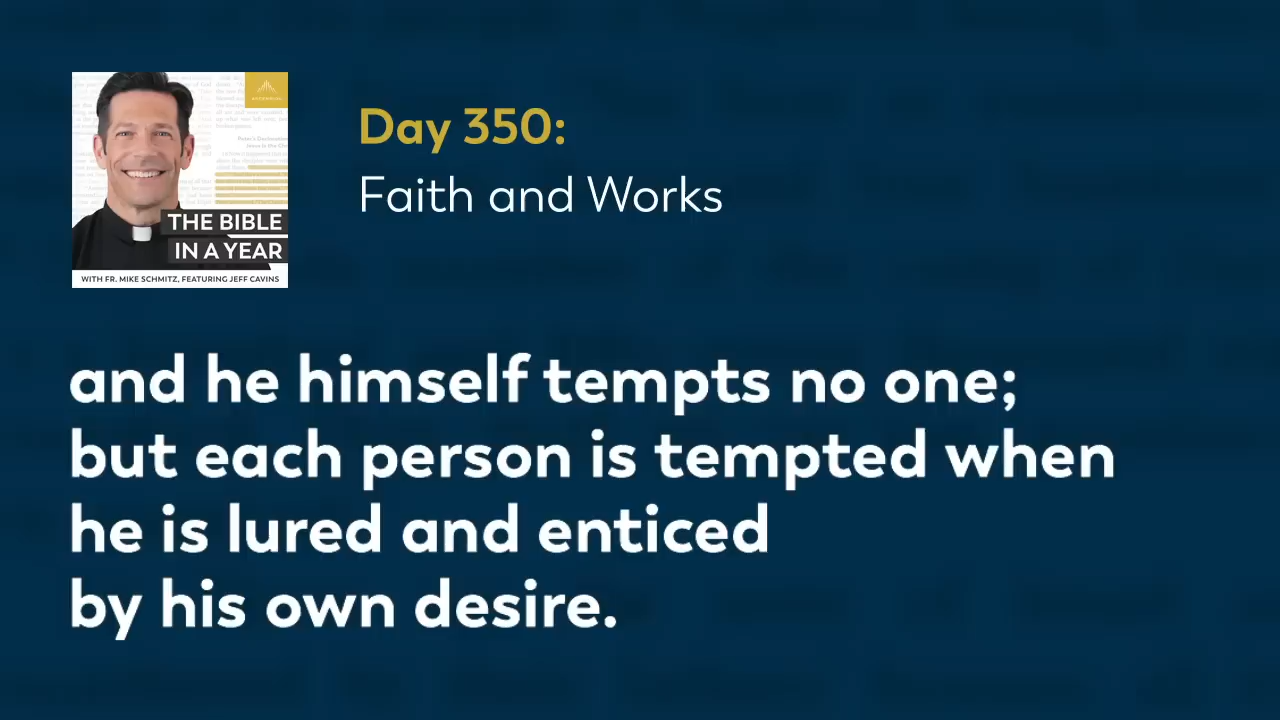 Day 350:
Faith and Works
THE BIBLE
IN A YEAR
WITH FR. MIKE SCHMITZ, FEATURING JEFF CAVINS
and he himself tempts no one;
but each person is tempted when
he is lured and enticed
by his own desire.